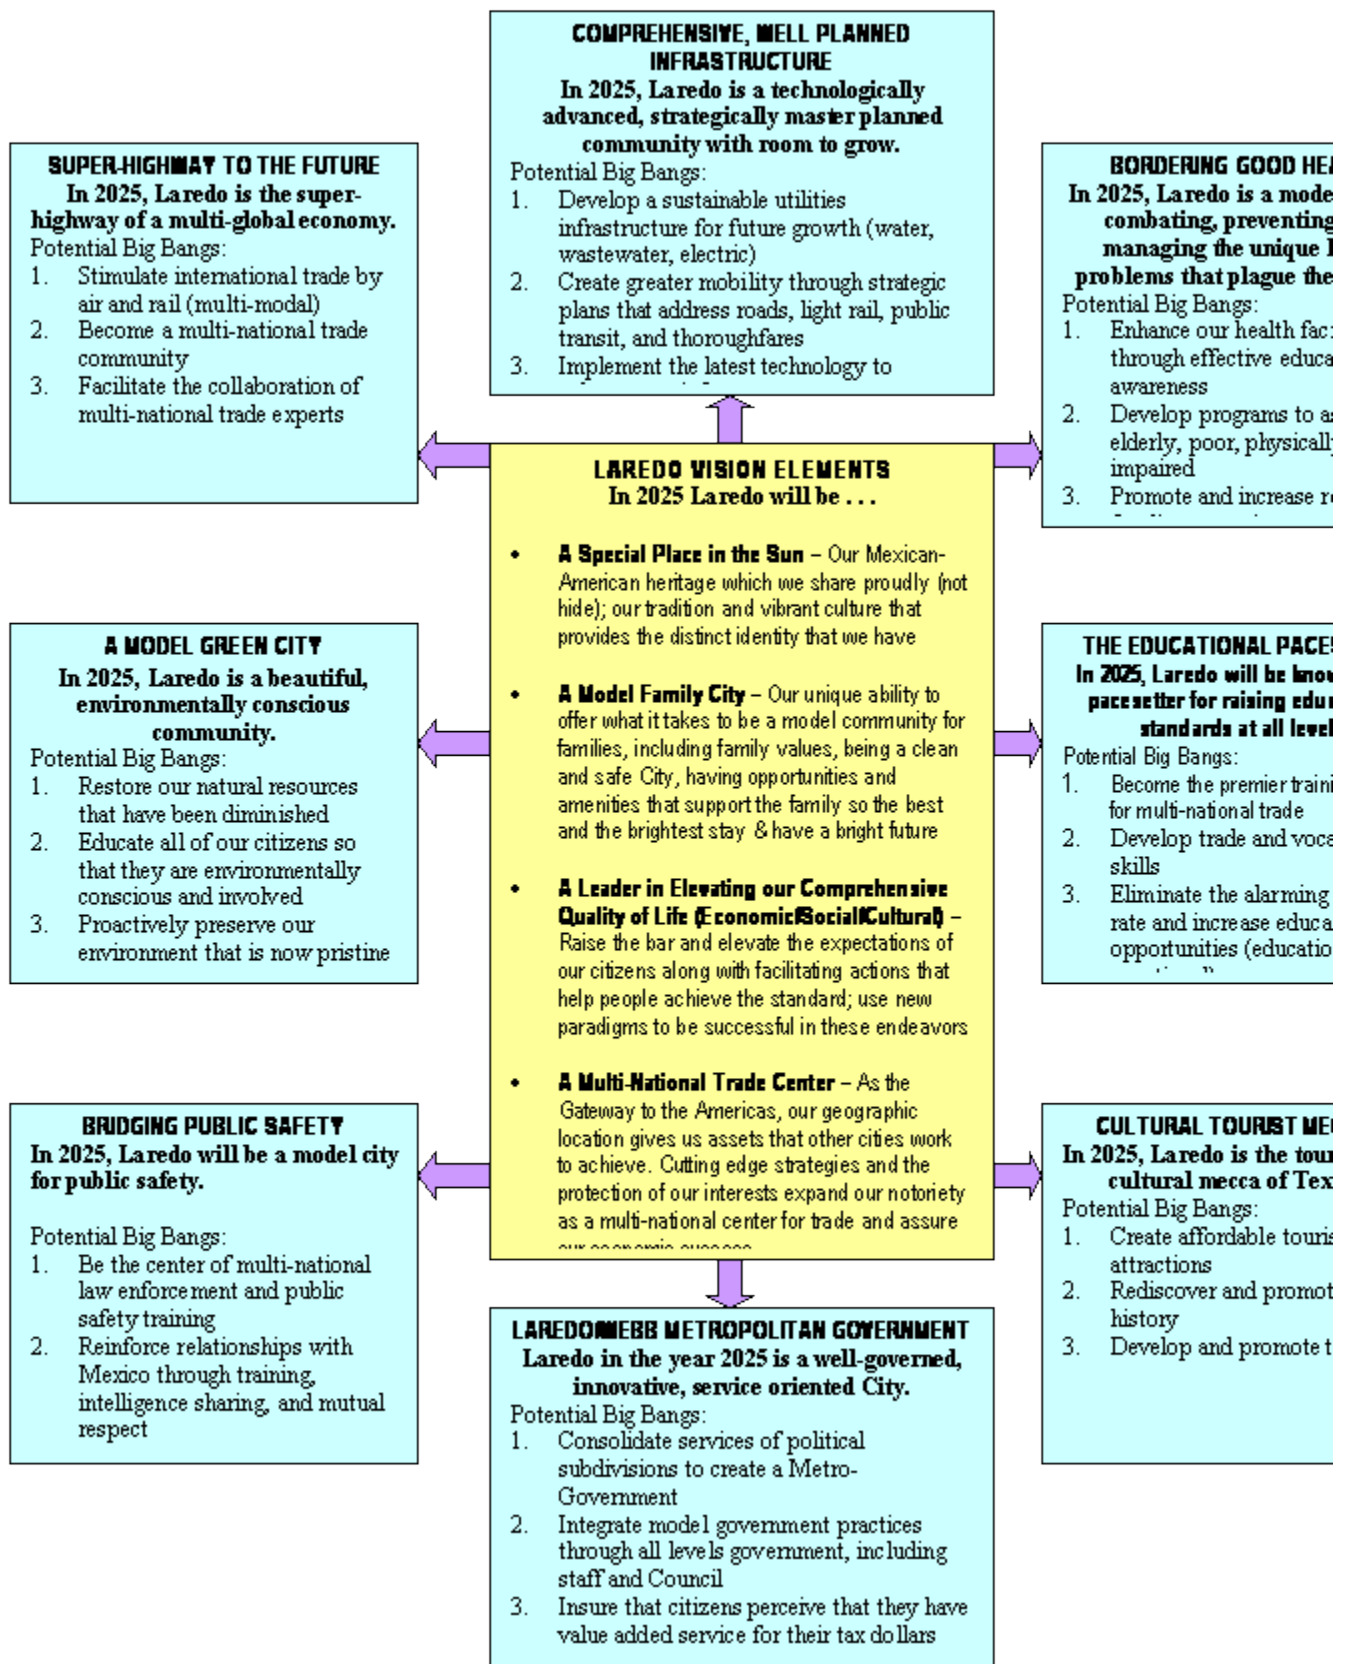 COMPREHENSIVE, WELL PLANNED
INFRASTRUCTURE
In 2025, Laredo is a technologically
advanced, strategically master planned
community with room to grow.
Potential Big Bangs:
1. Develop a sustainable utilities
infrastructure for future growth (water,
wastewater, electric)
2. Create greater mobility through strategic
plans that address roads, light rail, public
transit, and thoroughfares
3. Implement the latest technology to
SUPER-HIGHWAY TO THE FUTURE
In 2025, Laredo is the super-
highway of a multi-global economy.
Potential Big Bangs:
1. Stimulate international trade by
air and rail (multi-modal)
2. Become a multi-national trade
community
3. Facilitate the collaboration of
multi-national trade experts
BORDERING GOOD
In 2025, Laredo is a
combating, preventing
managing the unique
problems that plague the
Potential Big Bangs:
1. Enhance our health
through effective
awareness
2. Develop programs to
elderly, poor,
impaired
3. Promote and increase
LAREDO VISION ELEMENTS
In 2025 Laredo will be . . .
• A Special Place in the Sun – Our Mexican-
American heritage which we share proudly (not
hide); our tradition and vibrant culture that
provides the distinct identity that we have
• A Model Family City – Our unique ability to
offer what it takes to be a model community for
families, including family values, being a clean
and safe City, having opportunities and
amenities that support the family so the best
and the brightest stay & have a bright future
• A Leader in Elevating our Comprehensive
Quality of Life (Economic/Social/Cultural) –
Raise the bar and elevate the expectations of
our citizens along with facilitating actions that
help people achieve the standard; use new
paradigms to be successful in these endeavors
• A Multi-National Trade Center – As the
Gateway to the Americas, our geographic
location gives us assets that other cities work
to achieve. Cutting edge strategies and the
protection of our interests expand our notoriety
as a multi-national center for trade and assure
A MODEL GREEN CITY
In 2025, Laredo is a beautiful,
environmentally conscious
community.
Potential Big Bangs:
1. Restore our natural resources
that have been diminished
2. Educate all of our citizens so
that they are environmentally
conscious and involved
3. Proactively preserve our
environment that is now pristine
THE EDUCATIONAL
In 2025, Laredo will be
pacesetter for raising
standards at all
Potential Big Bangs:
1. Become the premier
for multi-national trade
2. Develop trade and
skills
3. Eliminate the alarming
rate and increase
opportunities
BRIDGING PUBLIC SAFETY
In 2025, Laredo will be a model city
for public safety.
Potential Big Bangs:
1. Be the center of multi-national
law enforcement and public
safety training
2. Reinforce relationships with
Mexico through training,
intelligence sharing, and mutual
respect
CULTURAL TOURIST
In 2025, Laredo is the
cultural mecca of
Potential Big Bangs:
1. Create affordable
attractions
2. Rediscover and
history
3. Develop and promote
LAREDO/WEBB METROPOLITAN GOVERNMENT
Laredo in the year 2025 is a well-governed,
innovative, service oriented City.
Potential Big Bangs:
1. Consolidate services of political
subdivisions to create a Metro-
Government
2. Integrate model government practices
through all levels government, including
staff and Council
3. Insure that citizens perceive that they have
value added service for their tax dollars